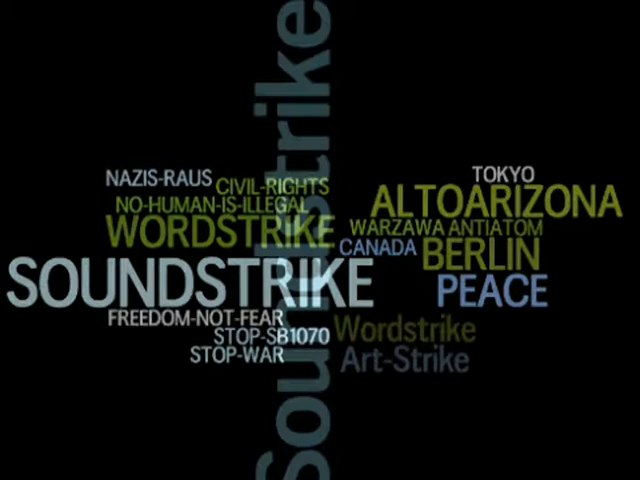 Soundstrike
NAZIS-RAUS
CIVIL-RIGHTS
NO-HUMAN-IS-ILLEGAL
WORDSTRIKE
SOUNDSTRIKE
FREEDOM-NOT-FEAR
STOP-SB1070
STOP-WAR
TOKYO
ALTOARIZONA
WARZAWA ANTIATOM
CANADA
BERLIN
PEACE
Wordstrike
Art-Strike